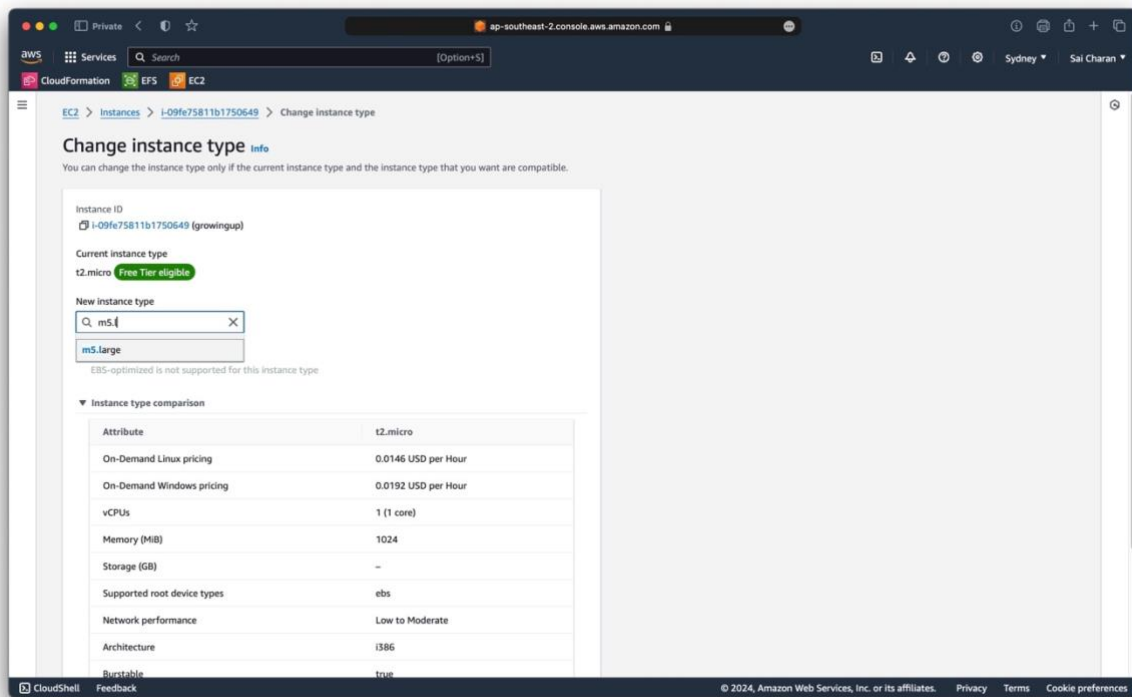 Private
ap-southeast-2.console.aws.amazon.com
aws Services Search [Option+S] Sydney Sai Charan
CloudFormation EFS EC2
EC2 > Instances > i-09fe75811b1750649 > Change instance type
Change instance type Info
You can change the instance type only if the current instance type and the instance type that you want are compatible.
Instance ID
i-09fe75811b1750649 (growingup)
Current instance type
t2.micro Free Tier eligible
New instance type
m5.l
m5.large
EBS-optimized is not supported for this instance type
Instance type comparison
Attribute t2.micro
On-Demand Linux pricing 0.0146 USD per Hour
On-Demand Windows pricing 0.0192 USD per Hour
vCPUs 1 (1 core)
Memory (MiB) 1024
Storage (GB) –
Supported root device types ebs
Network performance Low to Moderate
Architecture i386
Burstable true
CloudShell Feedback © 2024, Amazon Web Services, Inc. or its affiliates. Privacy Terms Cookie preferences